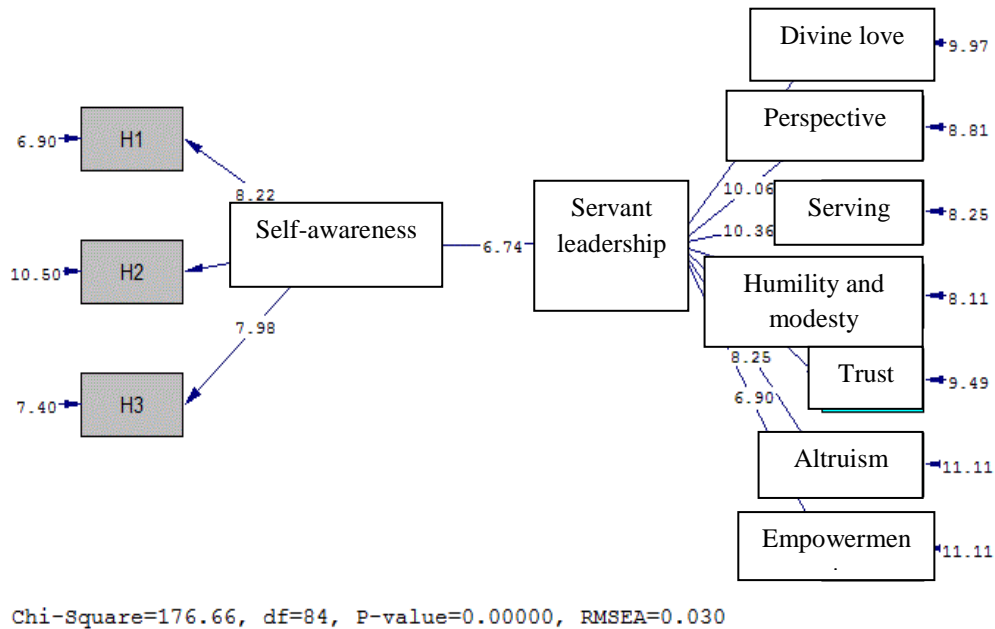 Divine love
9.97
Perspective
8.81
6.90
H1
8.22
10.06
Serving
8.25
Self-awareness
6.74
Servant
leadership
10.36
10.50
H2
Humility and
modesty
8.11
7.98
8.25
Trust
9.49
7.40
H3
6.90
Altruism
11.11
Empowermen
11.11
Chi-Square=176.66, df=84, P-value=0.00000, RMSEA=0.030